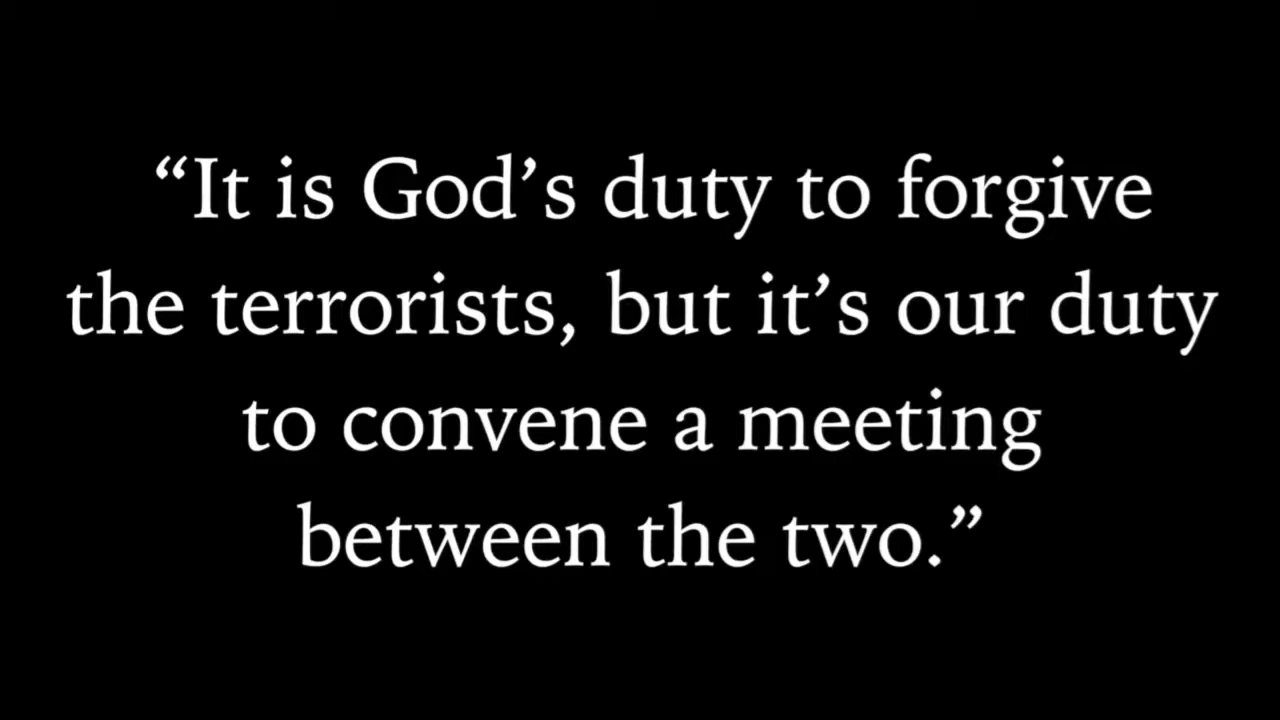 “It is God’s duty to forgive
the terrorists, but it’s our duty
to convene a meeting
between the two.”